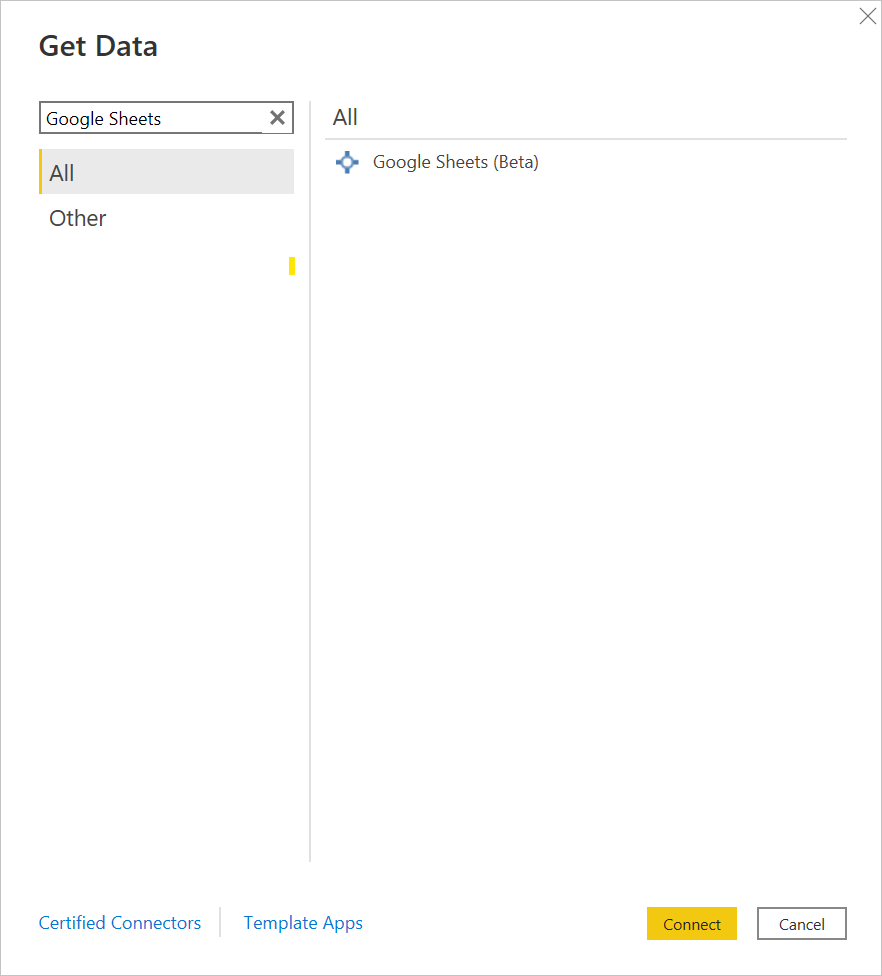 Get Data
Google Sheets
All
Other
All
Google Sheets (Beta)
Certified Connectors
Template Apps
Connect
Cancel